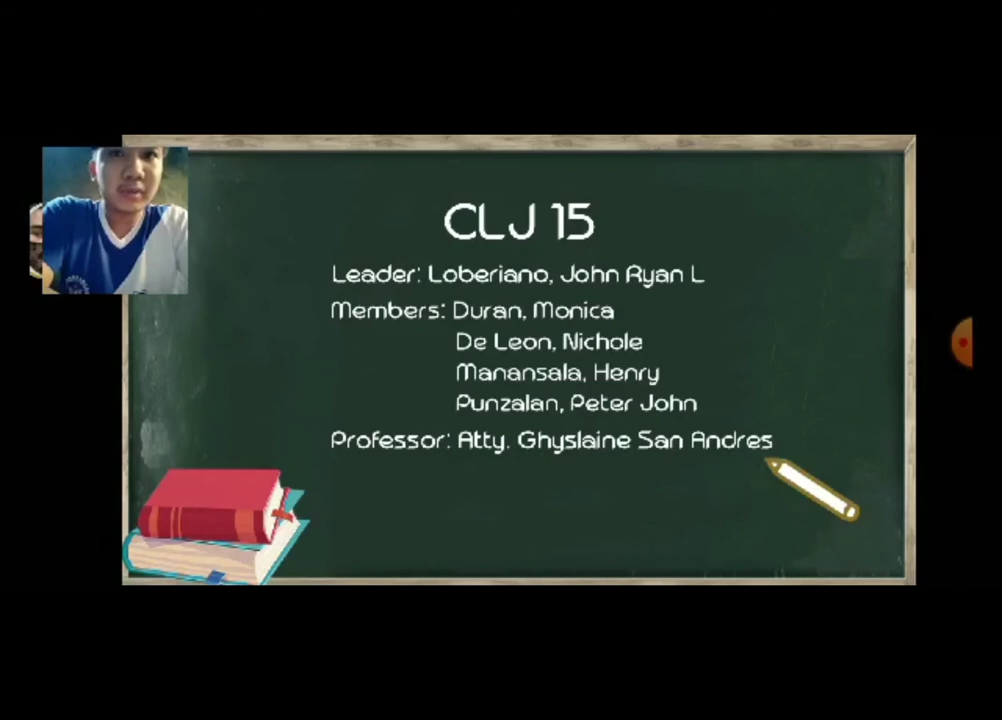 CLJ 15
Leader: Loberiano, John Ryan L
Members: Duran, Monica
De Leon, Nichole
Manansala, Henry
Punzalan, Peter John
Professor: Atty. Ghyslaine San Andres